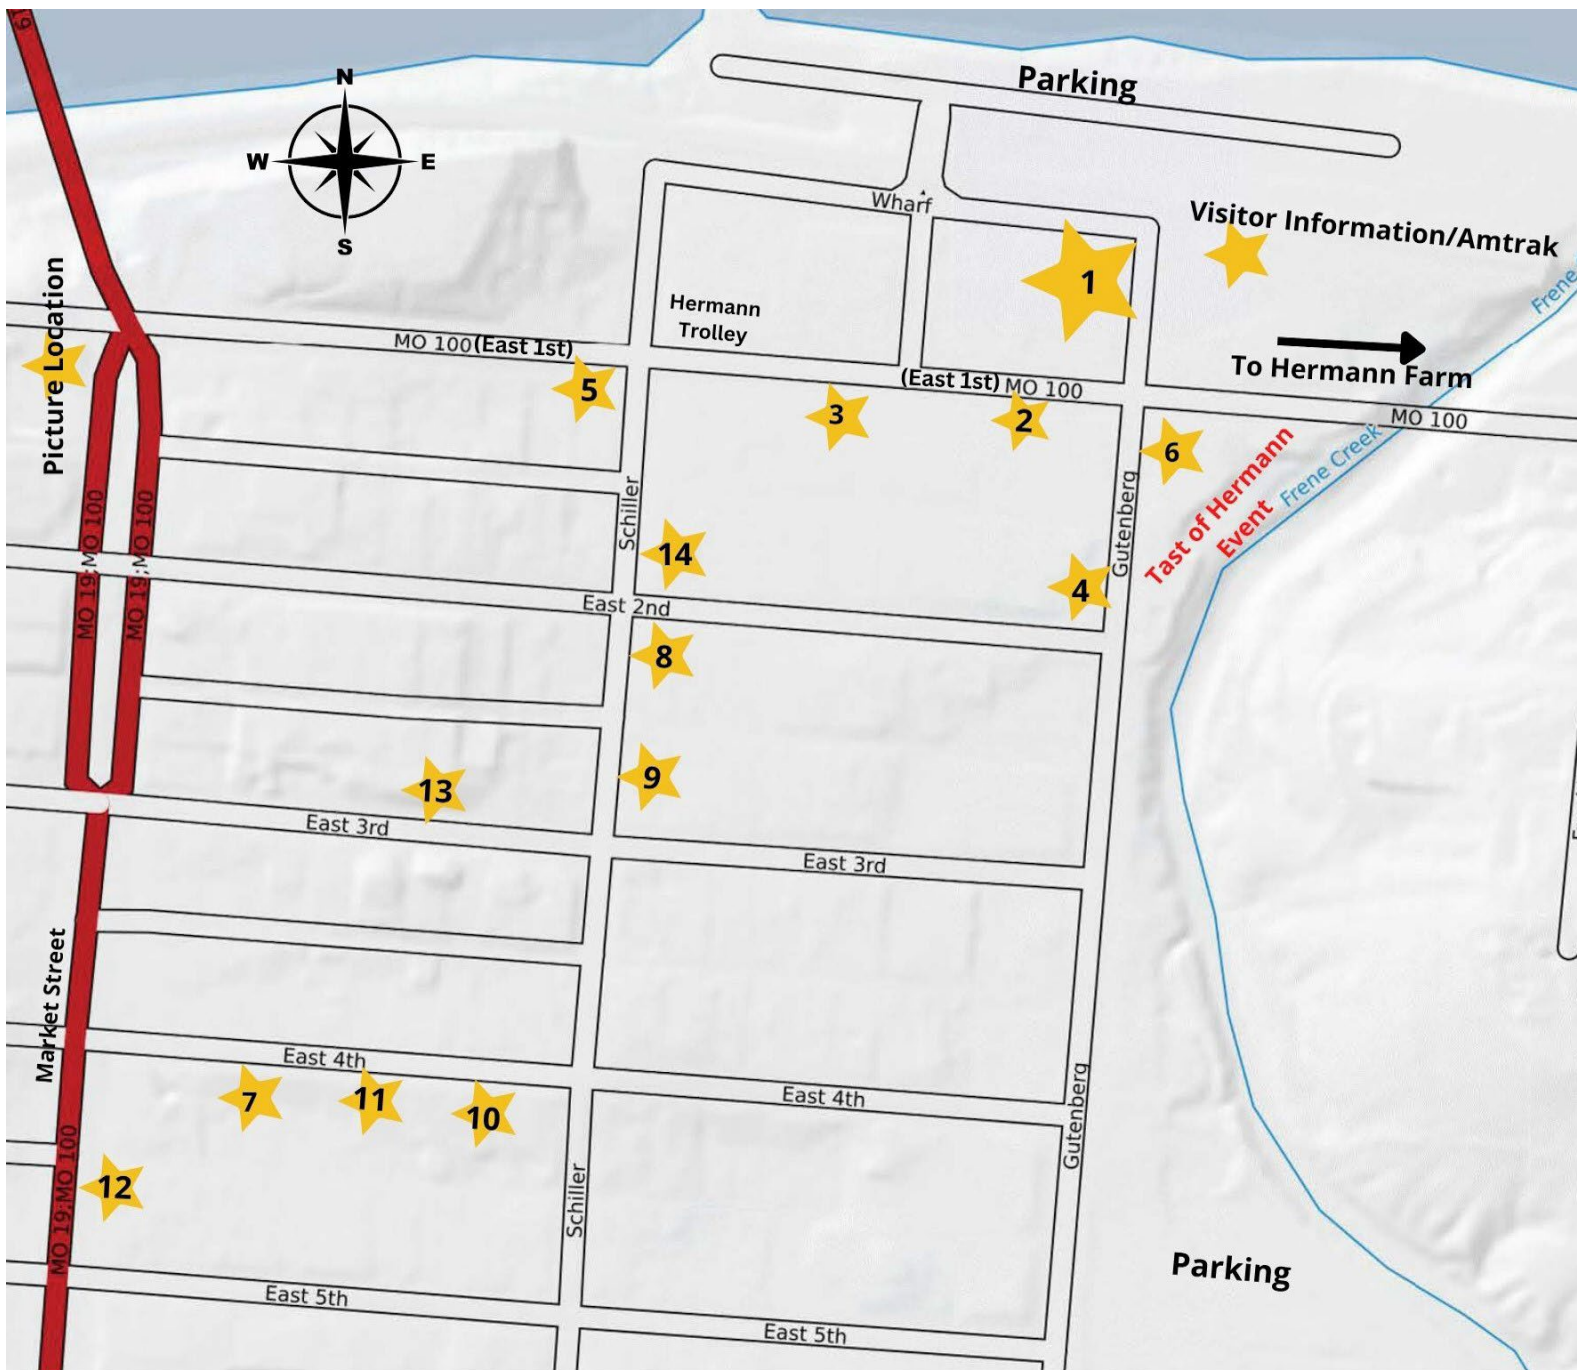 19
N
W
E
S
Parking
Wharf
Visitor Information/Amtrak
Frene
Picture Location
1
Hermann
Trolley
MO 100 (East 1st)
(East 1st) MO 100
To Hermann Farm
MO 100
5
3
2
6
Schiller
Gutenberg
Tast of Hermann
Event
Frene Creek
MO 19;MO 100
MO 19;MO 100
14
4
East 2nd
8
13
9
East 3rd
East 3rd
Market Street
East 4th
East 4th
Gutenberg
7
11
10
MO 19;MO 100
12
Schiller
Parking
East 5th
East 5th